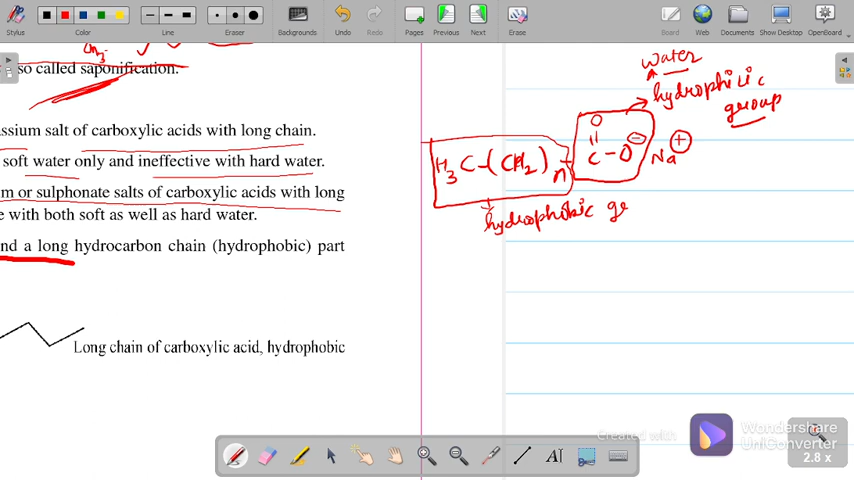 Stylus
Color
Line
Eraser
Backgrounds
Undo
Redo
Pages
Previous
Next
Erase
Board
Web
Documents
Show Desktop
OpenBoard
CH3
so called saponification.
assium salt of carboxylic acids with long chain.
soft water only and ineffective with hard water.
m or sulphonate salts of carboxylic acids with long
e with both soft as well as hard water.
nd a long hydrocarbon chain (hydrophobic) part
Long chain of carboxylic acid, hydrophobic
water
hydrophilic
group
O
H3C-(CH2)n-C-O⊖ Na⊕
hydrophobic gr
Created with
Wondershare
UniConverter
2.8 x